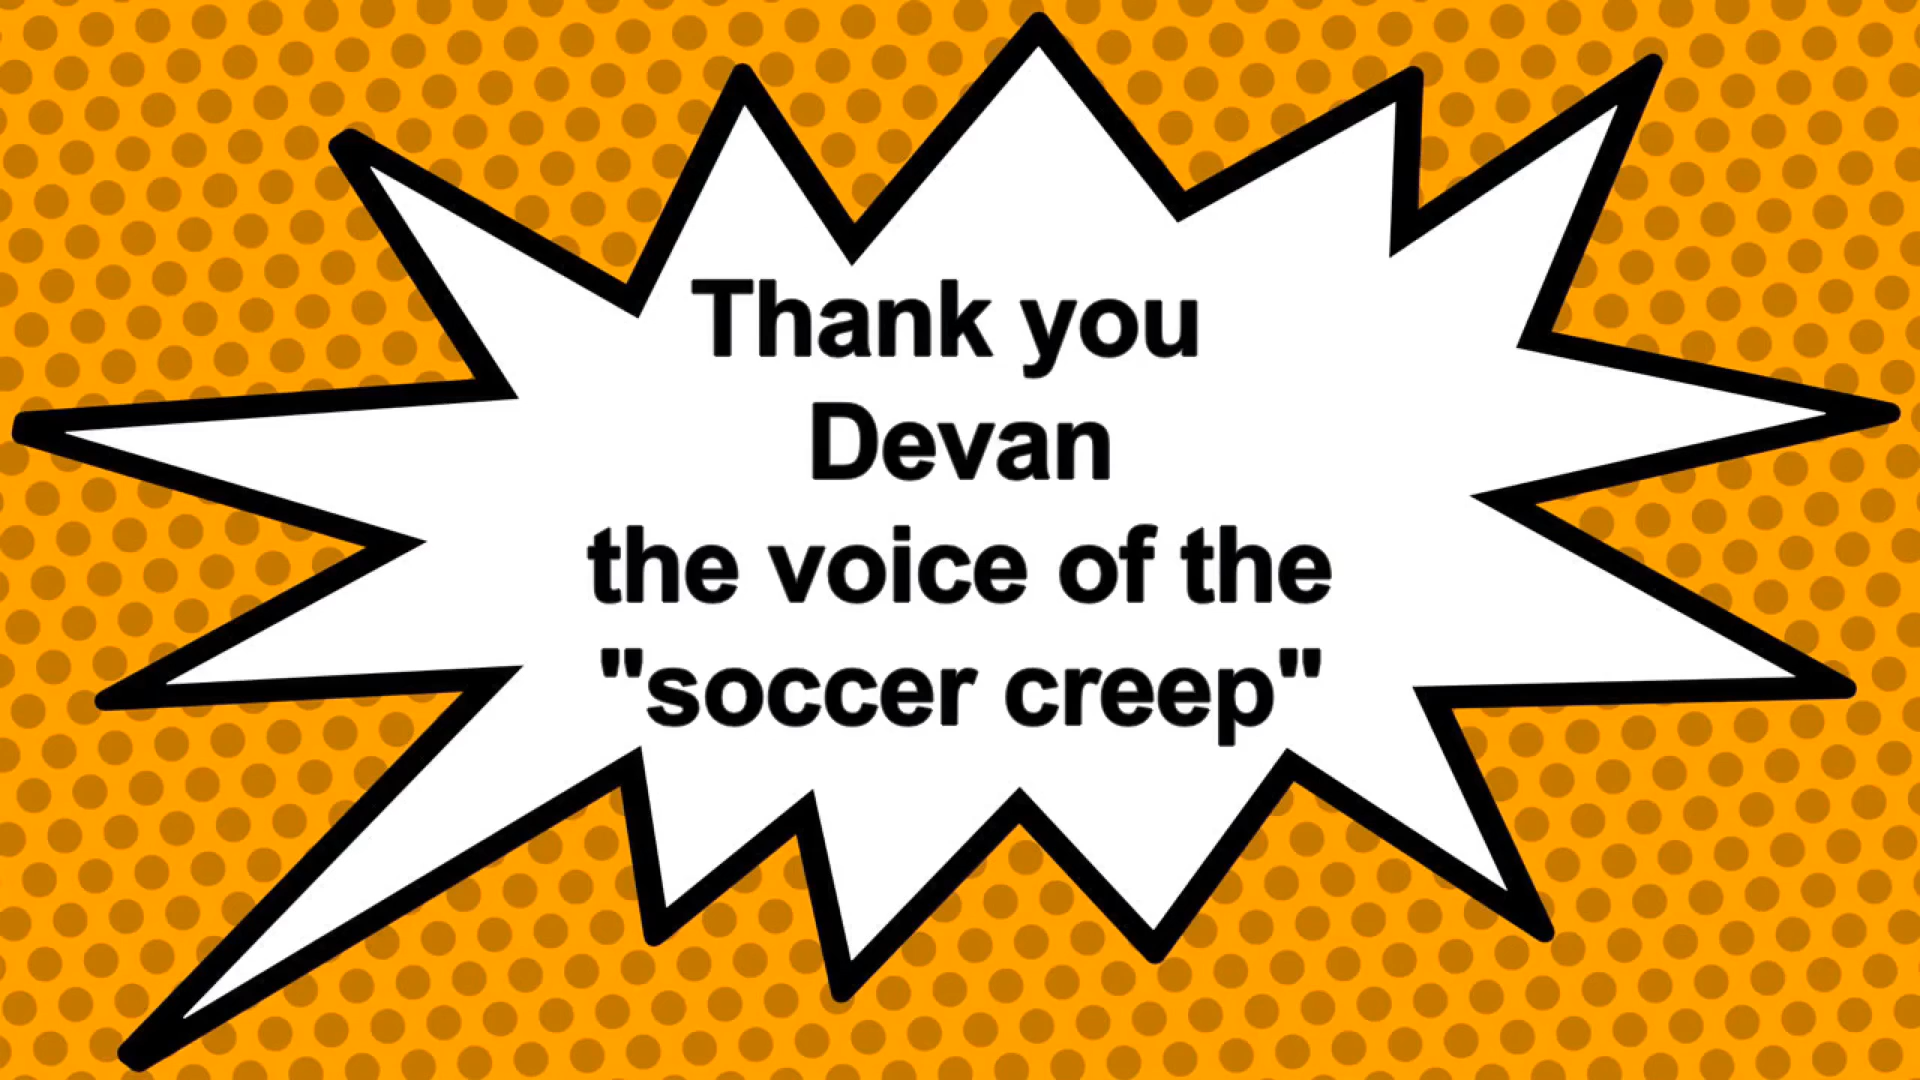 Thank you
Devan
the voice of the
"soccer creep"